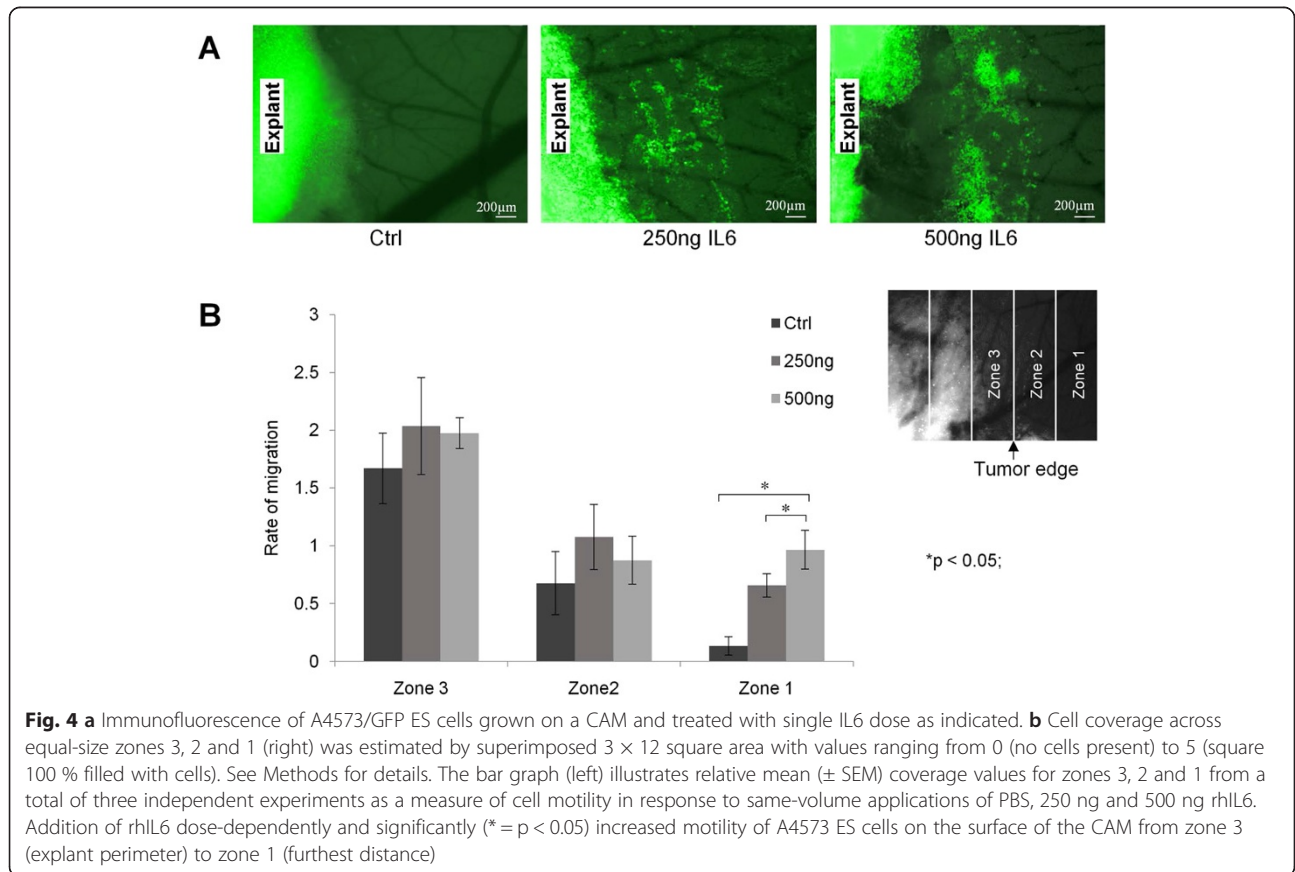 A
Explant
200µm
Ctrl
Explant
200µm
250ng IL6
Explant
200µm
500ng IL6
B
3
2.5
2
1.5
1
0.5
0
Rate of migration
Zone 3
Zone2
Zone 1
Ctrl
250ng
500ng
*
*
Zone 3
Zone 2
Zone 1
Tumor edge
*p < 0.05;
Fig. 4 a Immunofluorescence of A4573/GFP ES cells grown on a CAM and treated with single IL6 dose as indicated. b Cell coverage across
equal-size zones 3, 2 and 1 (right) was estimated by superimposed 3 × 12 square area with values ranging from 0 (no cells present) to 5 (square
100 % filled with cells). See Methods for details. The bar graph (left) illustrates relative mean (± SEM) coverage values for zones 3, 2 and 1 from a
total of three independent experiments as a measure of cell motility in response to same-volume applications of PBS, 250 ng and 500 ng rhIL6.
Addition of rhIL6 dose-dependently and significantly (* = p < 0.05) increased motility of A4573 ES cells on the surface of the CAM from zone 3
(explant perimeter) to zone 1 (furthest distance)